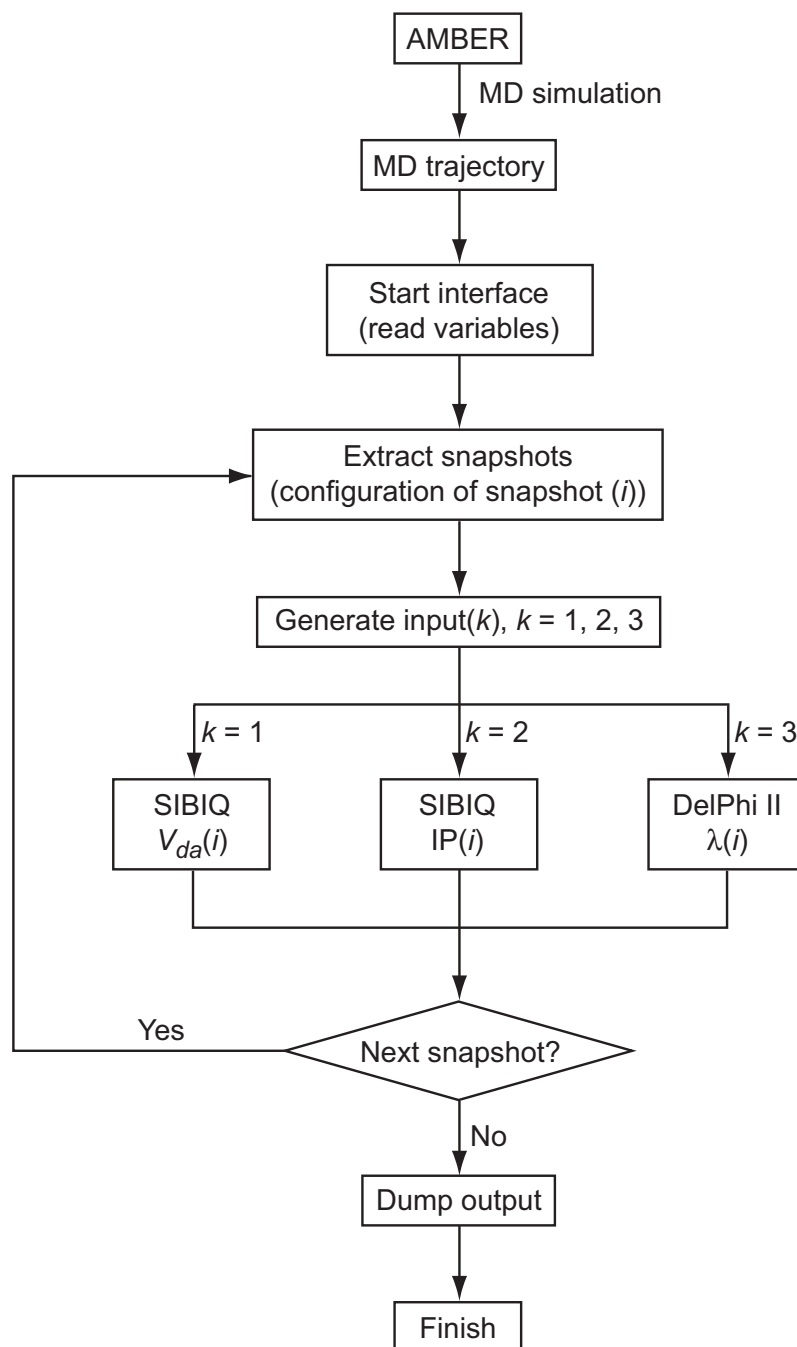 AMBER
MD simulation
MD trajectory
Start interface
(read variables)
Extract snapshots
(configuration of snapshot (i))
Generate input(k), k = 1, 2, 3
k = 1
k = 2
k = 3
SIBIQ
Vda(i)
SIBIQ
IP(i)
DelPhi II
λ(i)
Yes
Next snapshot?
No
Dump output
Finish